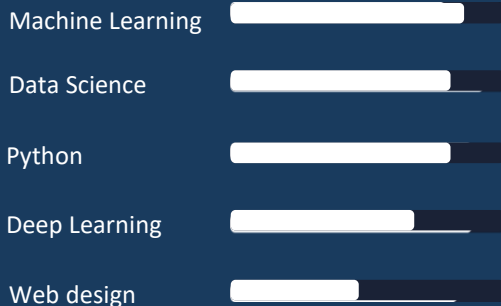 Machine Learning
Data Science
Python
Deep Learning
Web design